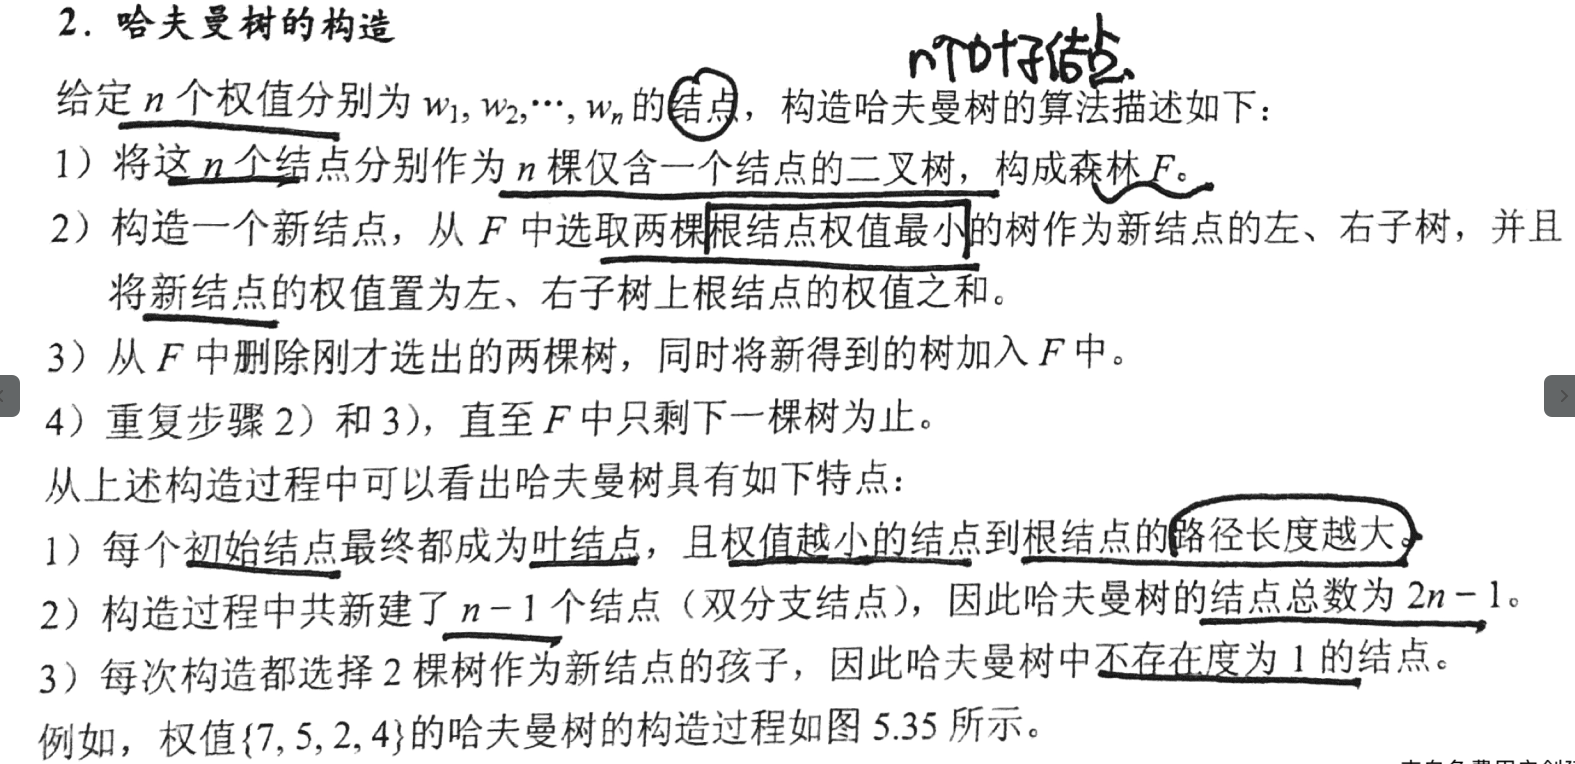 2. 哈夫曼树的构造
n个叶子结点
给定 n 个权值分别为 w₁, w₂,⋯, wₙ 的结点，构造哈夫曼树的算法描述如下：
1）将这 n 个结点分别作为 n 棵仅含一个结点的二叉树，构成森林 F。
2）构造一个新结点，从 F 中选取两棵根结点权值最小的树作为新结点的左、右子树，并且
将新结点的权值置为左、右子树上根结点的权值之和。
3）从 F 中删除刚才选出的两棵树，同时将新得到的树加入 F 中。
4）重复步骤 2）和 3），直至 F 中只剩下一棵树为止。
从上述构造过程中可以看出哈夫曼树具有如下特点：
1）每个初始结点最终都成为叶结点，且权值越小的结点到根结点的路径长度越大。
2）构造过程中共新建了 n－1 个结点（双分支结点），因此哈夫曼树的结点总数为 2n－1。
3）每次构造都选择 2 棵树作为新结点的孩子，因此哈夫曼树中不存在度为 1 的结点。
例如，权值{7, 5, 2, 4}的哈夫曼树的构造过程如图 5.35 所示。